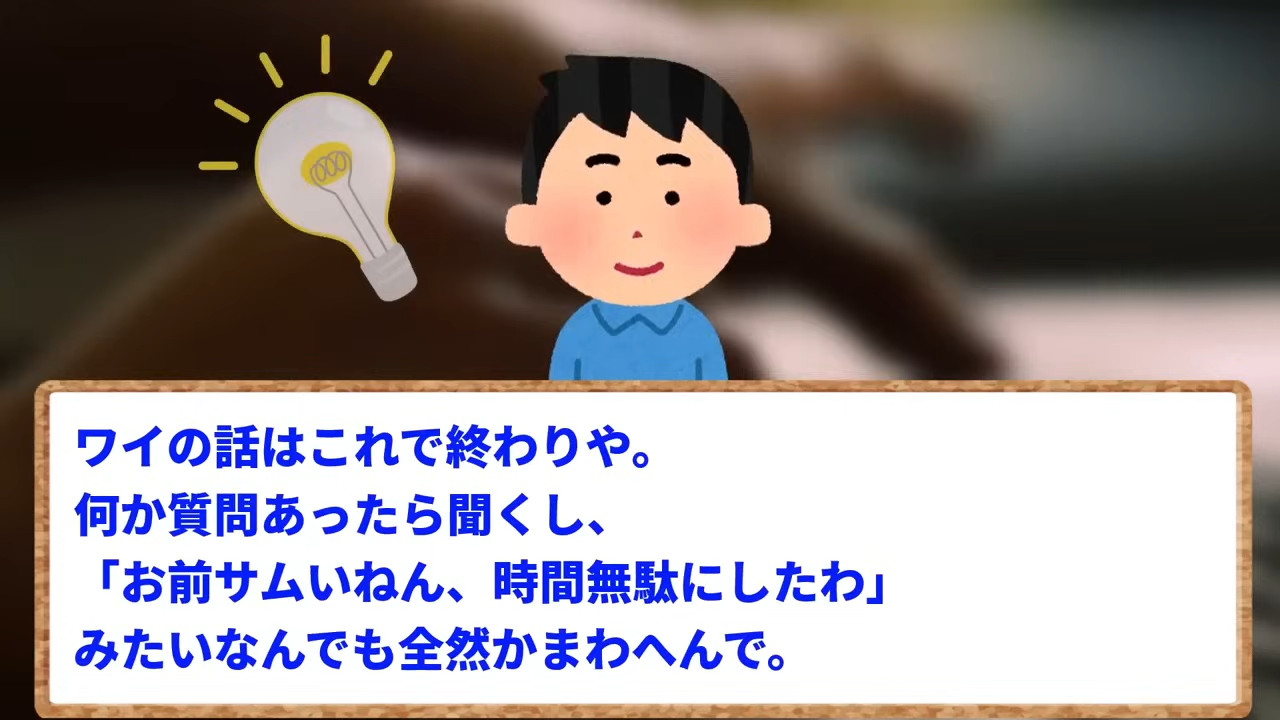 ワイの話はこれで終わりや。
何か質問あったら聞くし、
「お前サムいねん、時間無駄にしたわ」
みたいなんでも全然かまわへんで。